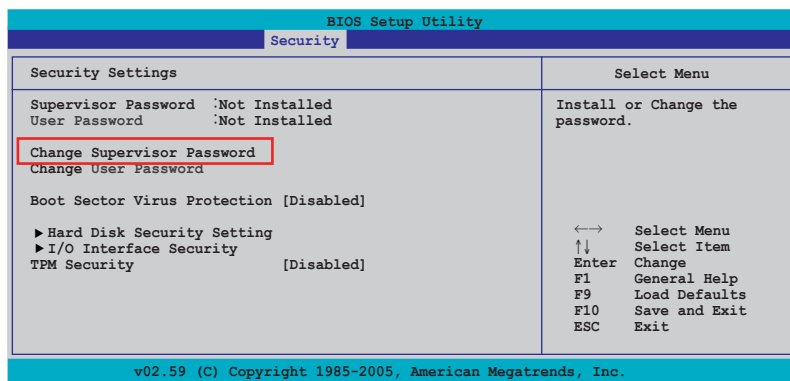 BIOS Setup Utility
Security
Security Settings
Select Menu
Supervisor Password :Not Installed
User Password :Not Installed
Install or Change the
password.
Change Supervisor Password
Change User Password
Boot Sector Virus Protection [Disabled]
▶ Hard Disk Security Setting
▶ I/O Interface Security
TPM Security [Disabled]
←→ Select Menu
↑↓ Select Item
Enter Change
F1 General Help
F9 Load Defaults
F10 Save and Exit
ESC Exit
v02.59 (C) Copyright 1985-2005, American Megatrends, Inc.